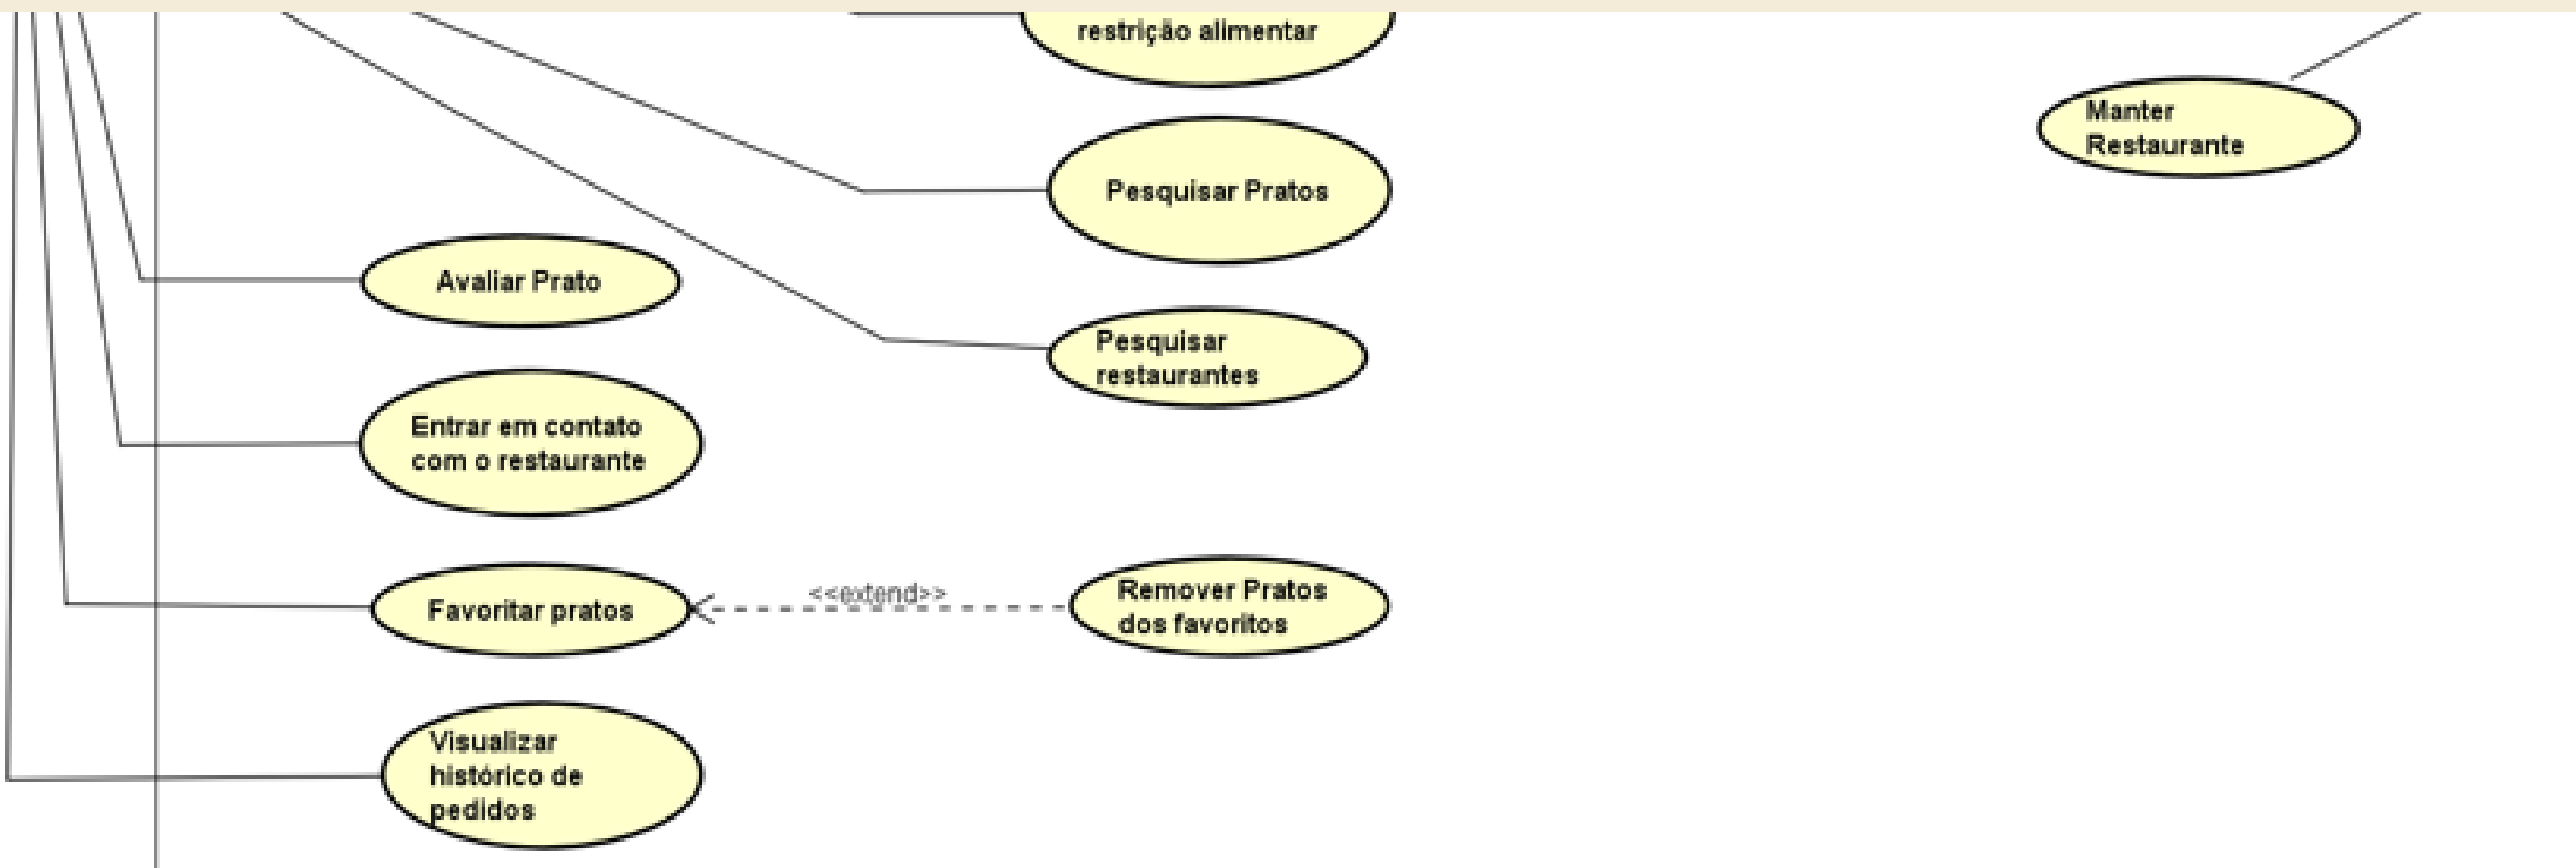 restrição alimentar
Manter
Restaurante
Pesquisar Pratos
Avaliar Prato
Pesquisar
restaurantes
Entrar em contato
com o restaurante
Favoritar pratos
<<extend>>
Remover Pratos
dos favoritos
Visualizar
histórico de
pedidos